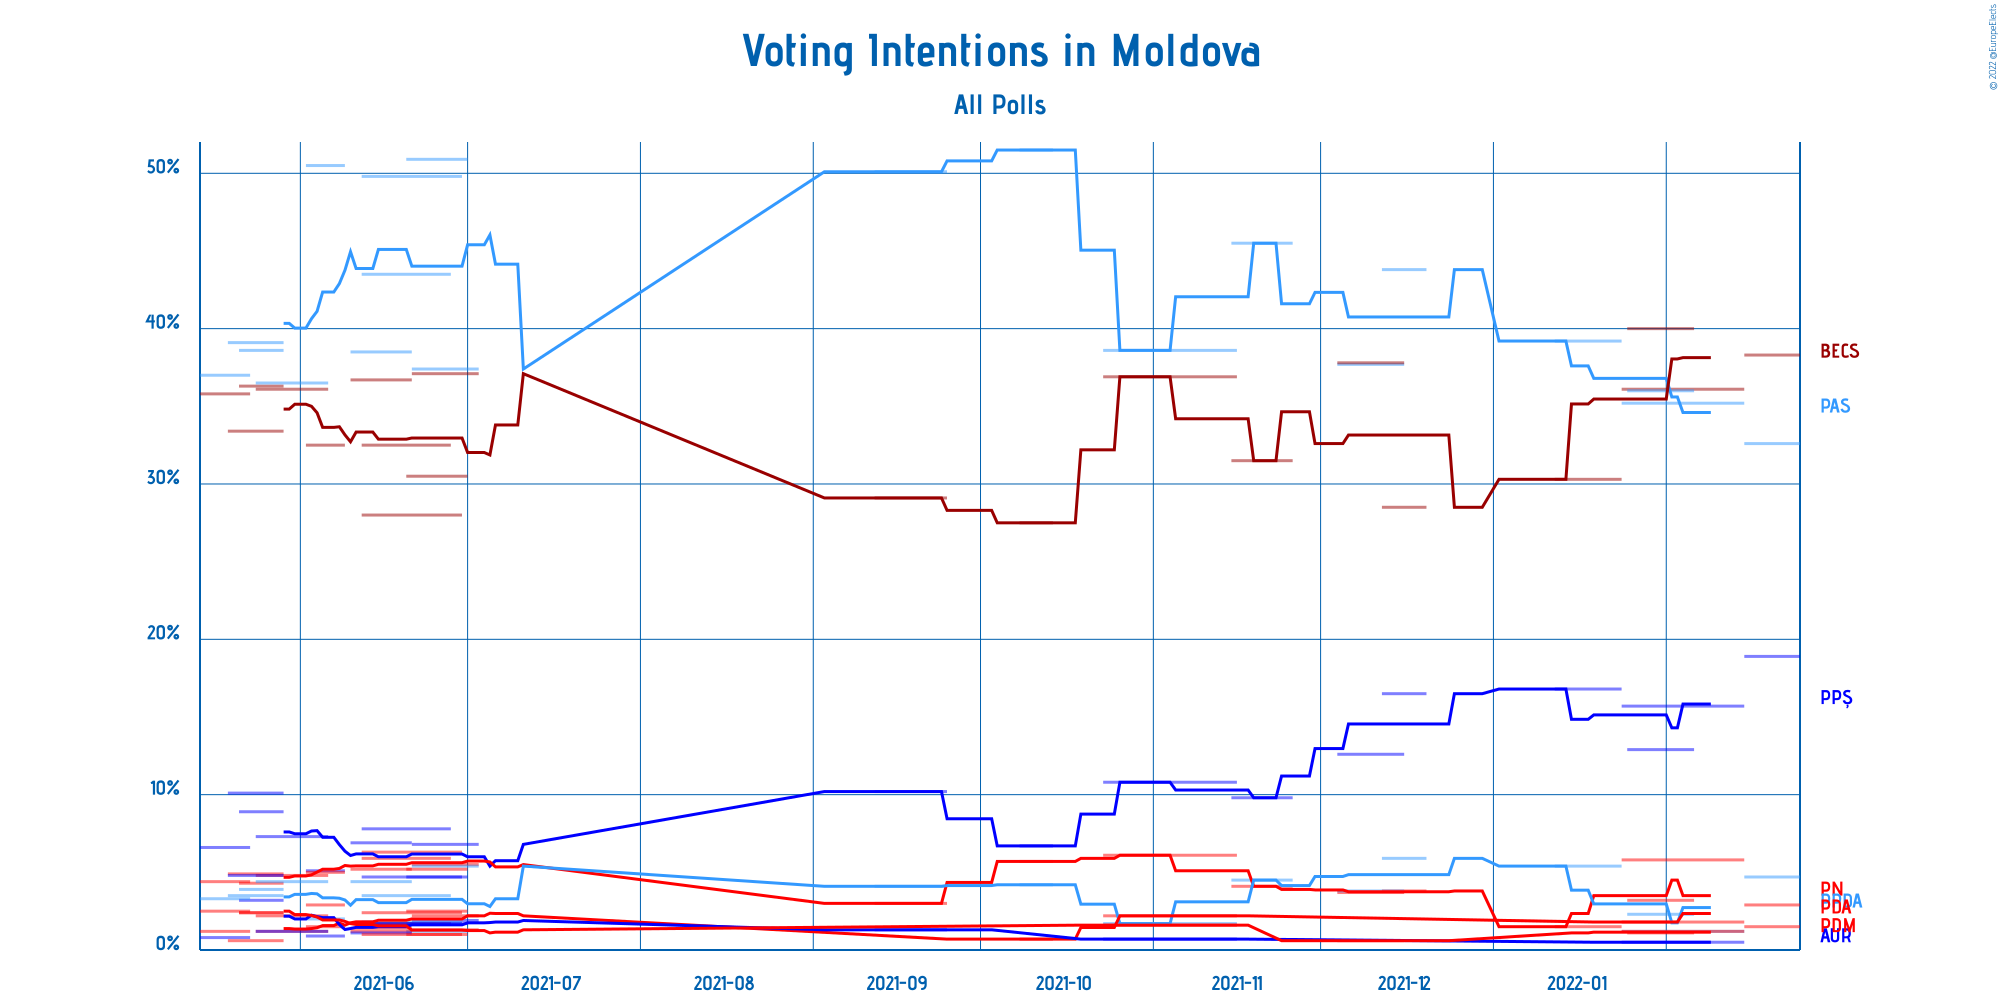 © 2022 @EuropeElects
Voting Intentions in Moldova
All Polls
50%
40%
30%
20%
10%
0%
BECS
PAS
PPȘ
PN
PDA
PDM
AUR
2021-06
2021-07
2021-08
2021-09
2021-10
2021-11
2021-12
2022-01